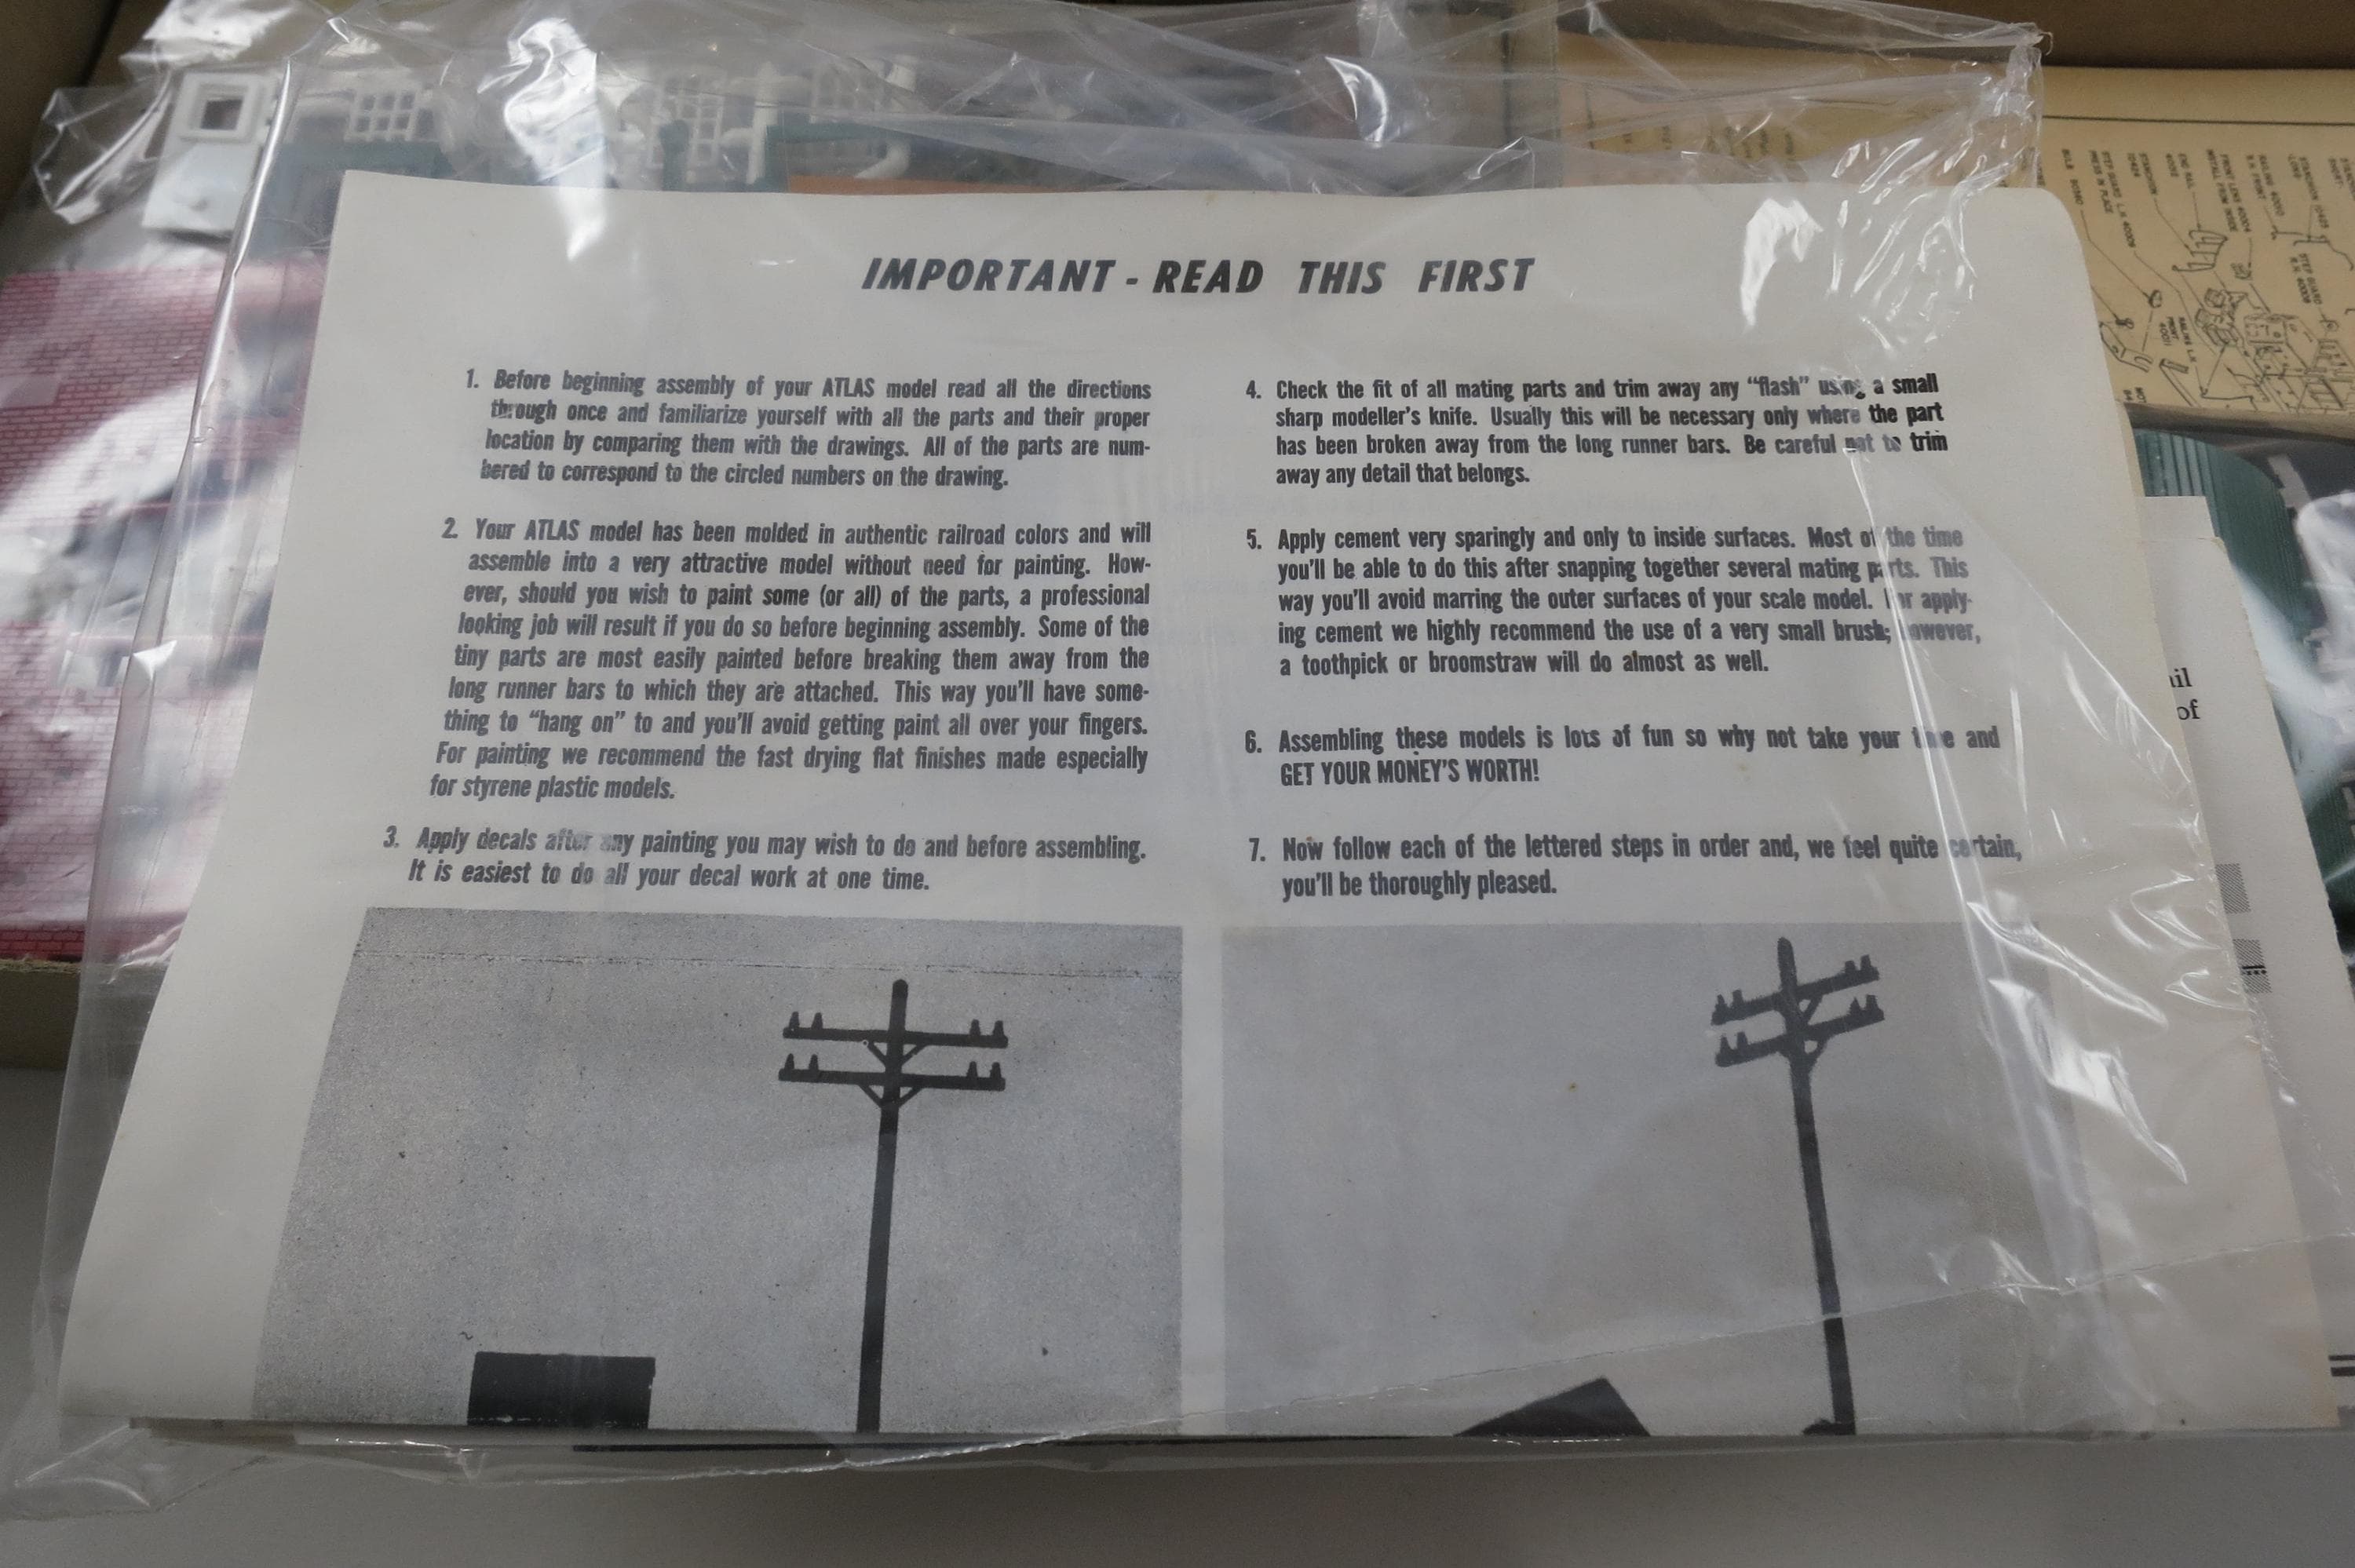 IMPORTANT - READ THIS FIRST
1. Before beginning assembly of your ATLAS model read all the directions
through once and familiarize yourself with all the parts and their proper
location by comparing them with the drawings. All of the parts are num-
bered to correspond to the circled numbers on the drawing.
2. Your ATLAS model has been molded in authentic railroad colors and will
assemble into a very attractive model without need for painting. How-
ever, should you wish to paint some (or all) of the parts, a professional
looking job will result if you do so before beginning assembly. Some of the
tiny parts are most easily painted before breaking them away from the
long runner bars to which they are attached. This way you'll have some-
thing to "hang on" to and you'll avoid getting paint all over your fingers.
For painting we recommend the fast drying flat finishes made especially
for styrene plastic models.
3. Apply decals after any painting you may wish to do and before assembling.
It is easiest to do all your decal work at one time.
4. Check the fit of all mating parts and trim away any "flash" using a small
sharp modeller's knife. Usually this will be necessary only where the part
has been broken away from the long runner bars. Be careful not to trim
away any detail that belongs.
5. Apply cement very sparingly and only to inside surfaces. Most of the time
you'll be able to do this after snapping together several mating parts. This
way you'll avoid marring the outer surfaces of your scale model. For apply-
ing cement we highly recommend the use of a very small brush; however,
a toothpick or broomstraw will do almost as well.
6. Assembling these models is lots of fun so why not take your time and
GET YOUR MONEY'S WORTH!
7. Now follow each of the lettered steps in order and, we feel quite certain,
you'll be thoroughly pleased.
of